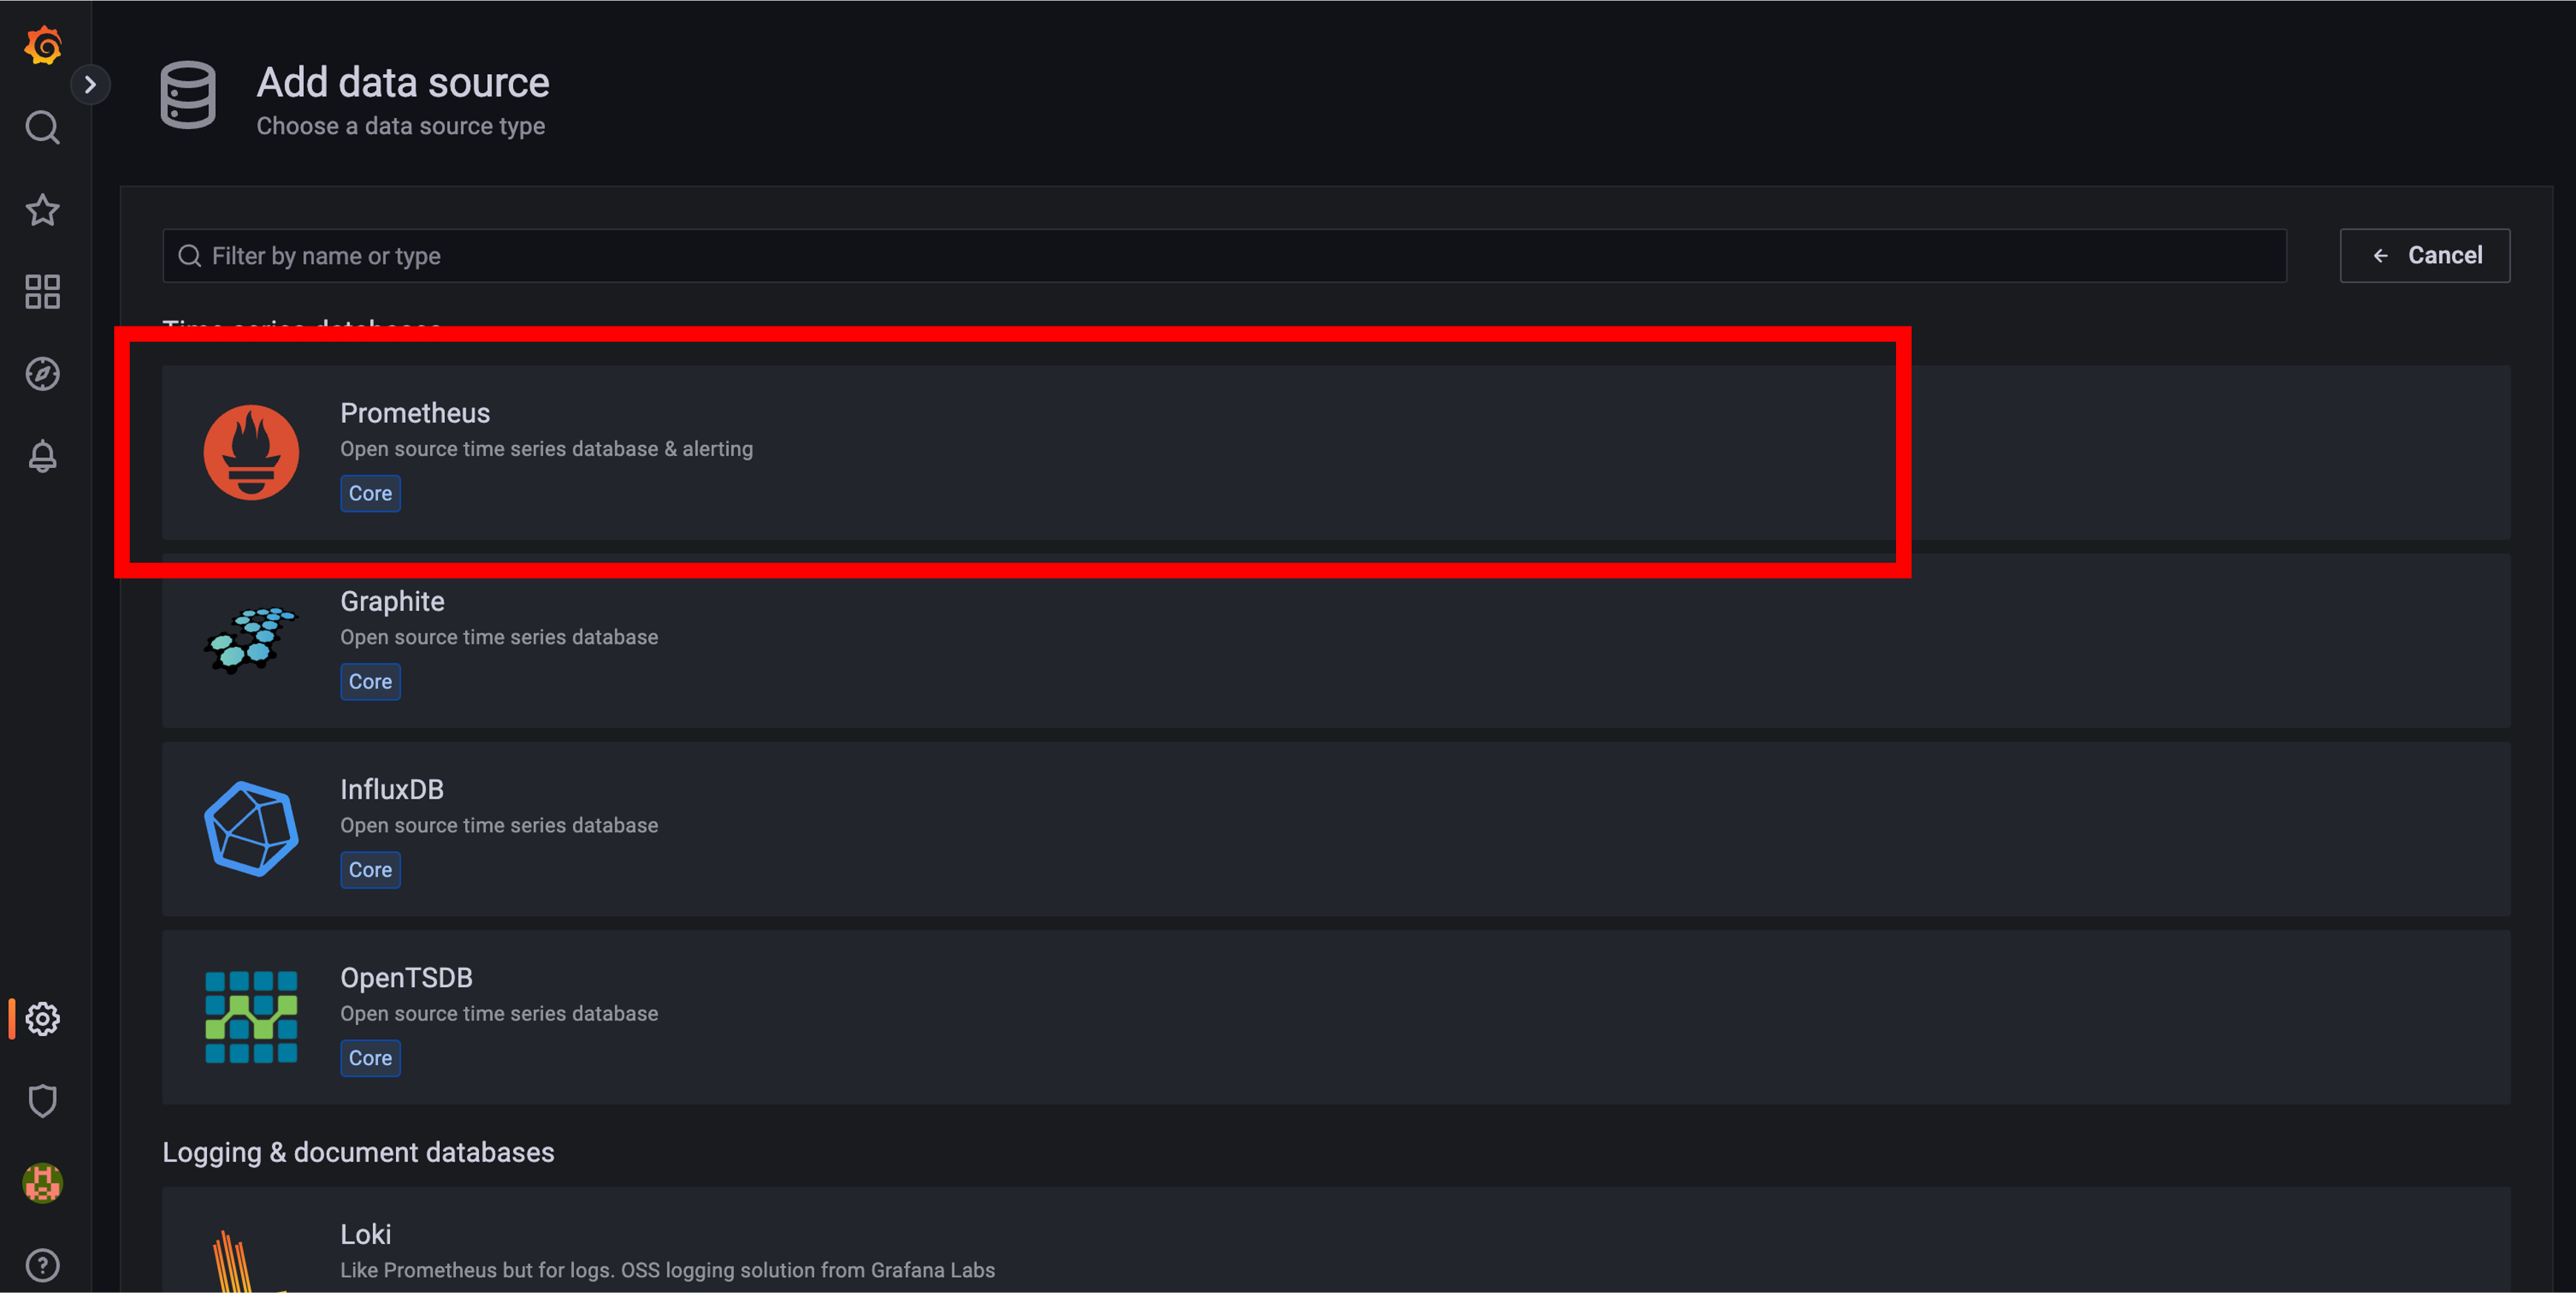 Add data source
Choose a data source type
Filter by name or type
Cancel
Time series databases
Prometheus
Open source time series database & alerting
Core
Graphite
Open source time series database
Core
InfluxDB
Open source time series database
Core
OpenTSDB
Open source time series database
Core
Logging & document databases
Loki
Like Prometheus but for logs. OSS logging solution from Grafana Labs